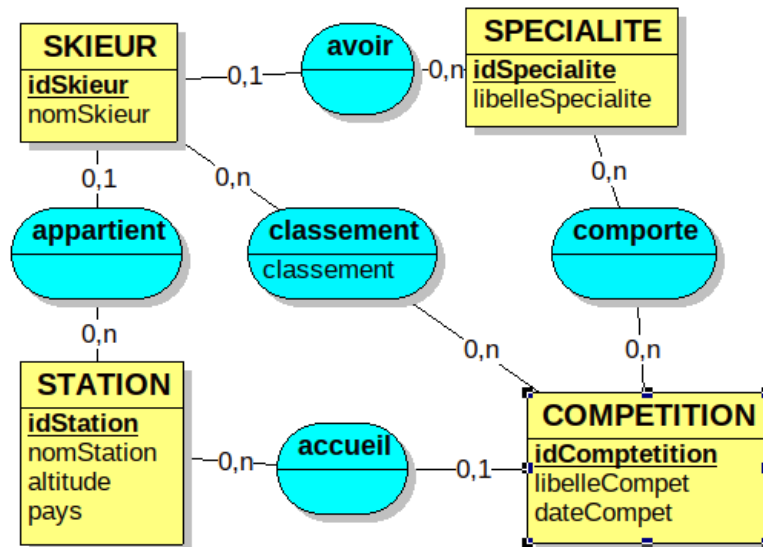 SKIEUR
idSkieur
nomSkieur
0,1
avoir
0,n
SPECIALITE
idSpecialite
libelleSpecialite
0,1
0,n
0,n
appartient
classement
classement
comporte
0,n
0,n
0,n
STATION
idStation
nomStation
altitude
pays
0,n
accueil
0,1
COMPETITION
idComptetition
libelleCompet
dateCompet